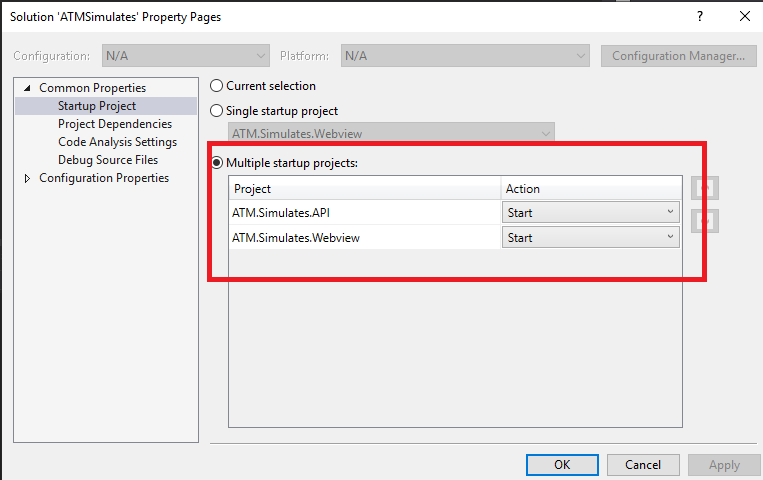 Solution 'ATMSimulates' Property Pages
Configuration: N/A Platform: N/A Configuration Manager...
Common Properties
Startup Project
Project Dependencies
Code Analysis Settings
Debug Source Files
Configuration Properties
Current selection
Single startup project
ATM.Simulates.Webview
Multiple startup projects:
Project Action
ATM.Simulates.API Start
ATM.Simulates.Webview Start
OK Cancel Apply